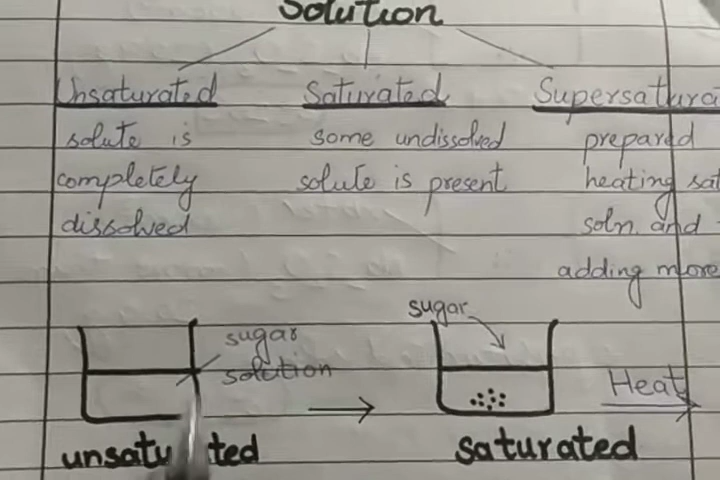 Solution
Unsaturated Saturated
solute is some undissolved prepared
completely solute is present heating
dissolved soln. and
adding more
sugar
sugar
solution
Heat
saturated